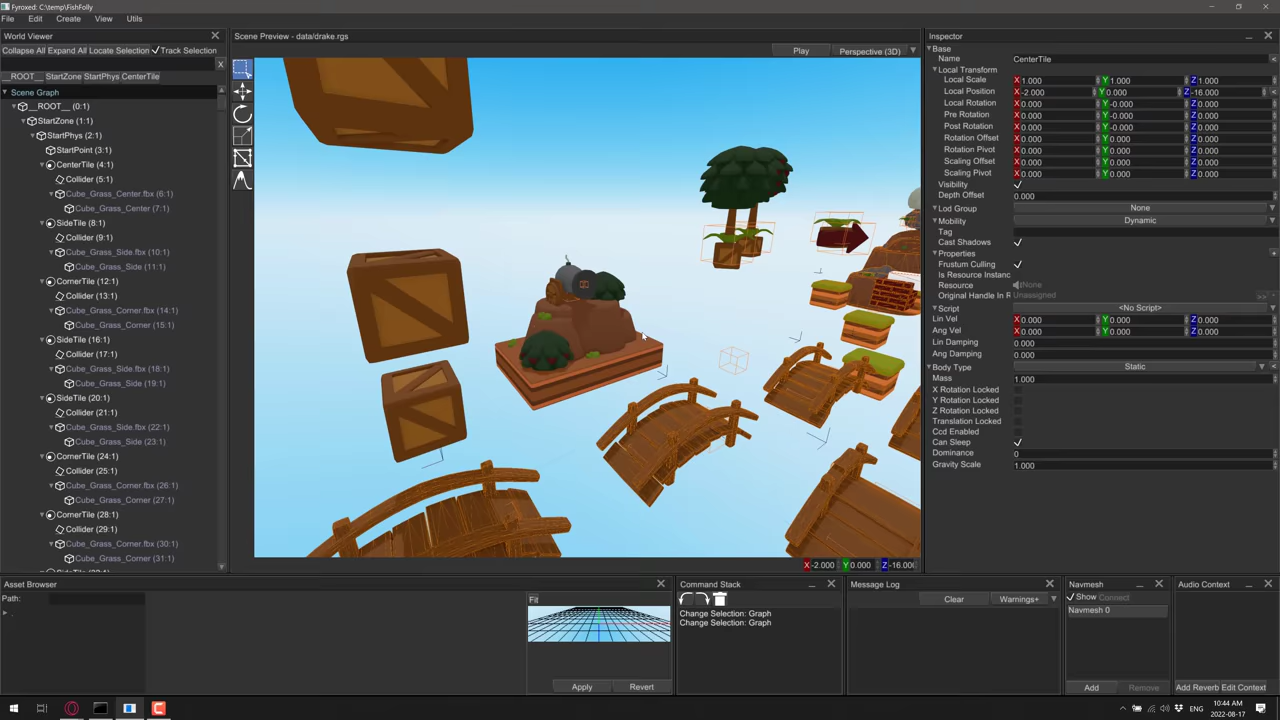 Fyroxed: C:\temp\FishFolly
File Edit Create View Utils
World Viewer
Collapse All Expand All Locate Selection Track Selection
X
__ROOT__ StartZone StartPhys CenterTile
Scene Graph
__ROOT__ (0:1)
StartZone (1:1)
StartPhys (2:1)
StartPoint (3:1)
CenterTile (4:1)
Collider (5:1)
Cube_Grass_Center.fbx (6:1)
Cube_Grass_Center (7:1)
SideTile (8:1)
Collider (9:1)
Cube_Grass_Side.fbx (10:1)
Cube_Grass_Side (11:1)
CornerTile (12:1)
Collider (13:1)
Cube_Grass_Corner.fbx (14:1)
Cube_Grass_Corner (15:1)
SideTile (16:1)
Collider (17:1)
Cube_Grass_Side.fbx (18:1)
Cube_Grass_Side (19:1)
SideTile (20:1)
Collider (21:1)
Cube_Grass_Side.fbx (22:1)
Cube_Grass_Side (23:1)
CornerTile (24:1)
Collider (25:1)
Cube_Grass_Corner.fbx (26:1)
Cube_Grass_Corner (27:1)
CornerTile (28:1)
Collider (29:1)
Cube_Grass_Corner.fbx (30:1)
Cube_Grass_Corner (31:1)
Scene Preview - data/drake.rgs
Play Perspective (3D)
X -2.000 Y 0.000 Z -16.000
Inspector
Base
Name CenterTile <
Local Transform
Local Scale X 1.000 Y 1.000 Z 1.000
Local Position X -2.000 Y 0.000 Z -16.000 <
Local Rotation X 0.000 Y -0.000 Z 0.000
Pre Rotation X 0.000 Y -0.000 Z 0.000
Post Rotation X 0.000 Y -0.000 Z 0.000
Rotation Offset X 0.000 Y 0.000 Z 0.000
Rotation Pivot X 0.000 Y 0.000 Z 0.000
Scaling Offset X 0.000 Y 0.000 Z 0.000
Scaling Pivot X 0.000 Y 0.000 Z 0.000
Visibility
Depth Offset 0.000
Lod Group None
Mobility Dynamic
Tag
Cast Shadows
Properties +
Frustum Culling
Is Resource Instanc
Resource None
Original Handle In R Unassigned >>
Script <No Script>
Lin Vel X 0.000 Y 0.000 Z 0.000
Ang Vel X 0.000 Y 0.000 Z 0.000
Lin Damping 0.000
Ang Damping 0.000
Body Type Static <
Mass 1.000
X Rotation Locked
Y Rotation Locked
Z Rotation Locked
Translation Locked
Ccd Enabled
Can Sleep
Dominance 0
Gravity Scale 1.000
Asset Browser
Path:
Fit
Apply Revert
Command Stack
Change Selection: Graph
Change Selection: Graph
Message Log
Clear Warnings+
Navmesh
Show Connect
Navmesh 0
Add Remove
Audio Context
Add Reverb Edit Context
ENG
10:44 AM
2022-08-17